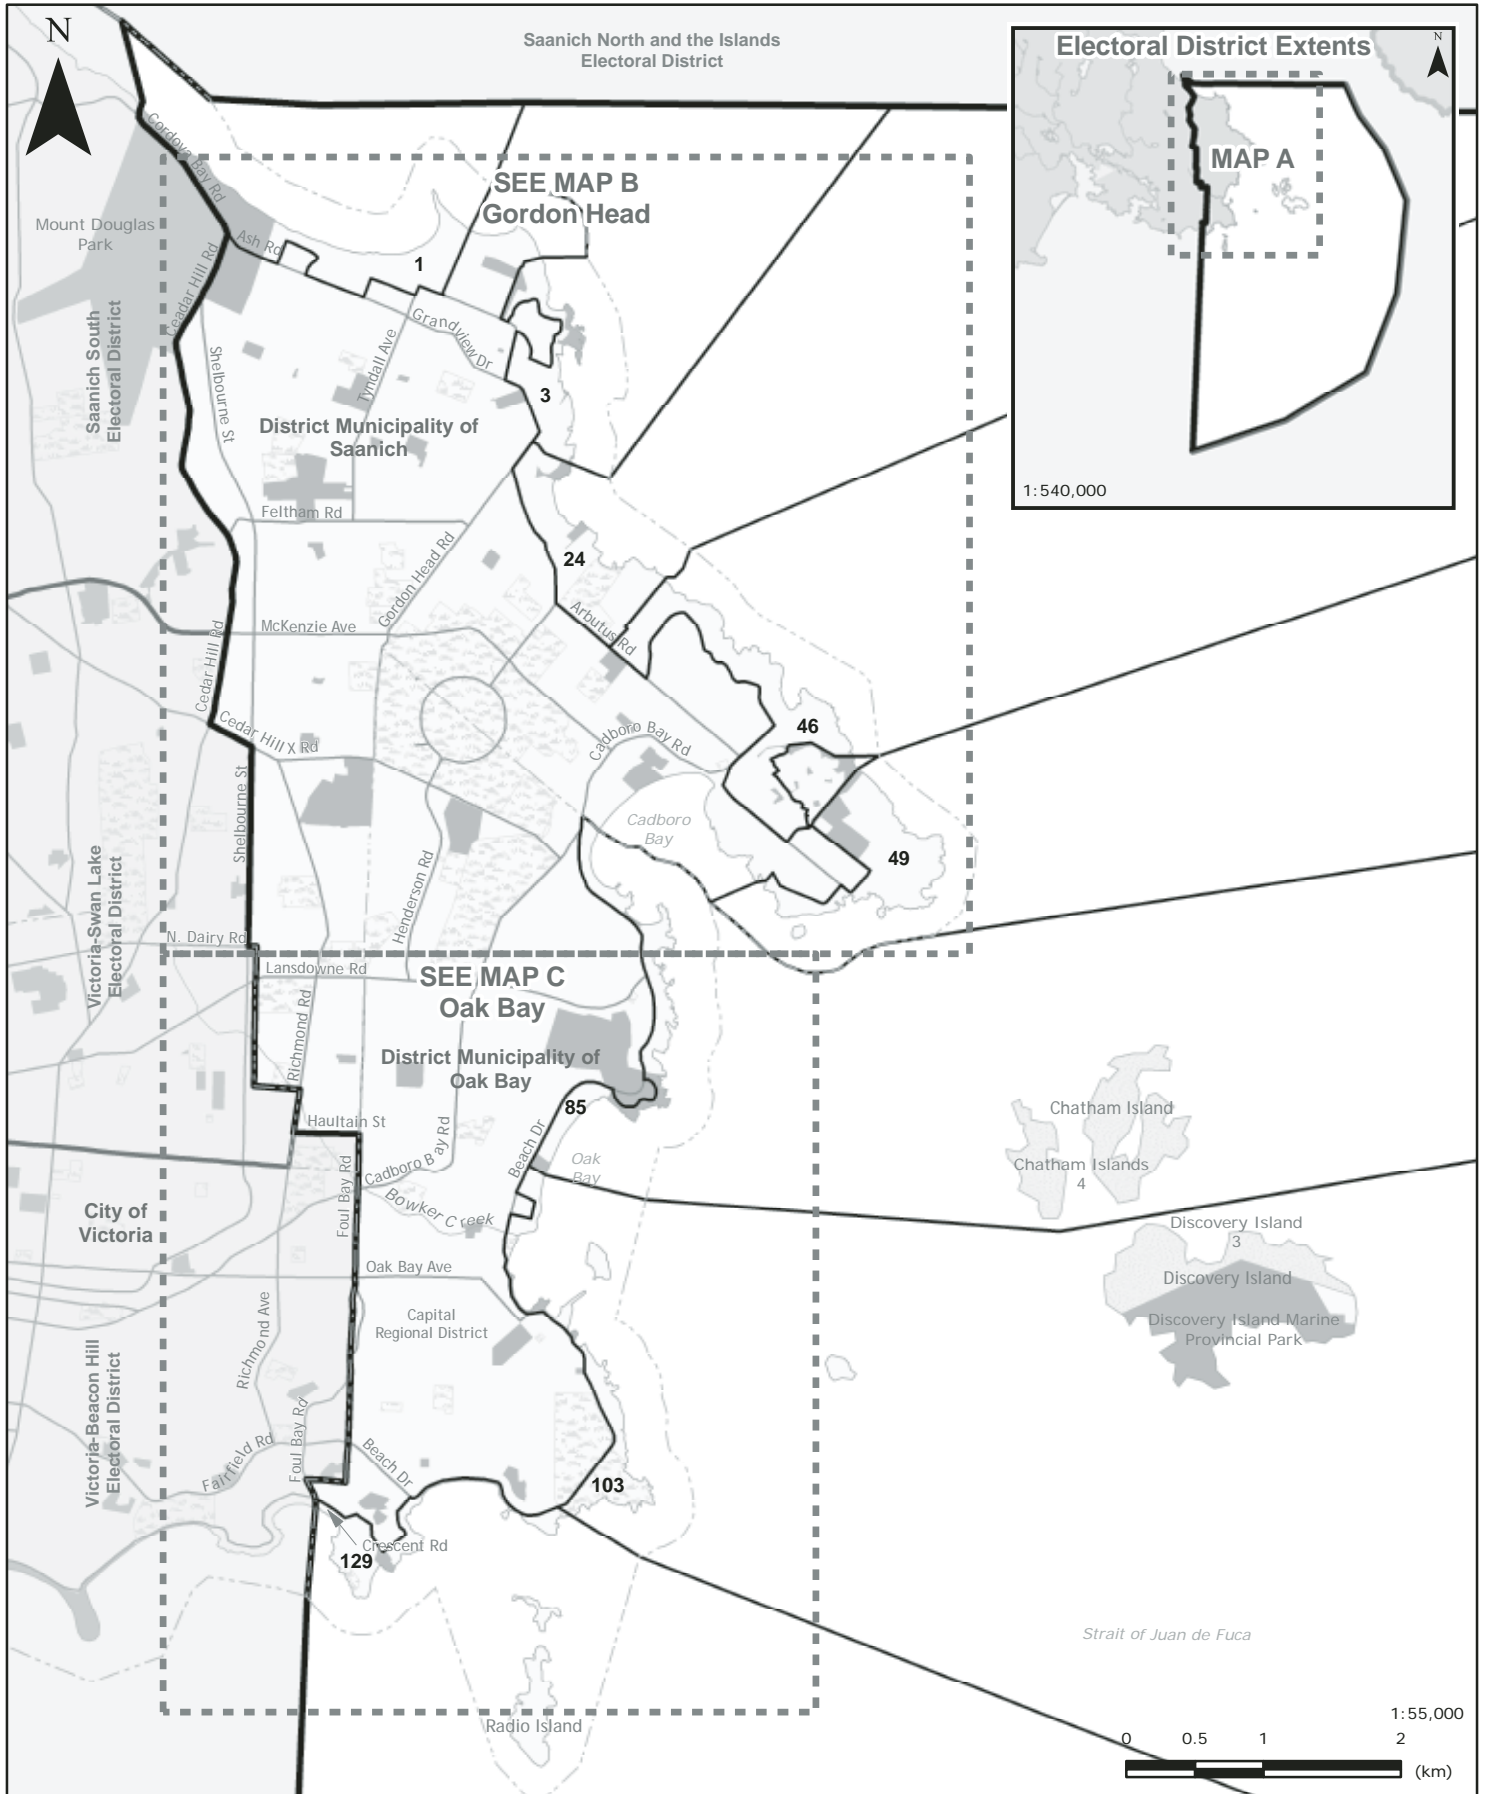 N
Saanich North and the Islands
Electoral District
Electoral District Extents
N
MAP A
1:540,000
Cordova Bay Rd
SEE MAP B
Gordon Head
Mount Douglas
Park
Ash Rd
1
Ceadar Hill Rd
Grandview Dr
Tyndall Ave
Shelbourne St
Saanich South
Electoral District
3
District Municipality of
Saanich
Feltham Rd
Gordon Head Rd
24
Arbutus Rd
McKenzie Ave
Cedar Hill Rd
Cedar Hill X Rd
46
Cadboro Bay Rd
Shelbourne St
Cadboro
Bay
49
Henderson Rd
Victoria-Swan Lake
Electoral District
N. Dairy Rd
Lansdowne Rd
SEE MAP C
Oak Bay
Richmond Rd
District Municipality of
Oak Bay
85
Haultain St
Beach Dr
Cadboro Bay Rd
Oak
Bay
Chatham Island
Chatham Islands
4
Foul Bay Rd
Bowker Creek
City of
Victoria
Discovery Island
3
Discovery Island
Oak Bay Ave
Capital
Regional District
Discovery Island Marine
Provincial Park
Richmond Ave
Victoria-Beacon Hill
Electoral District
Foul Bay Rd
Fairfield Rd
Beach Dr
103
Crescent Rd
129
Strait of Juan de Fuca
Radio Island
1:55,000
0 0.5 1 2
(km)